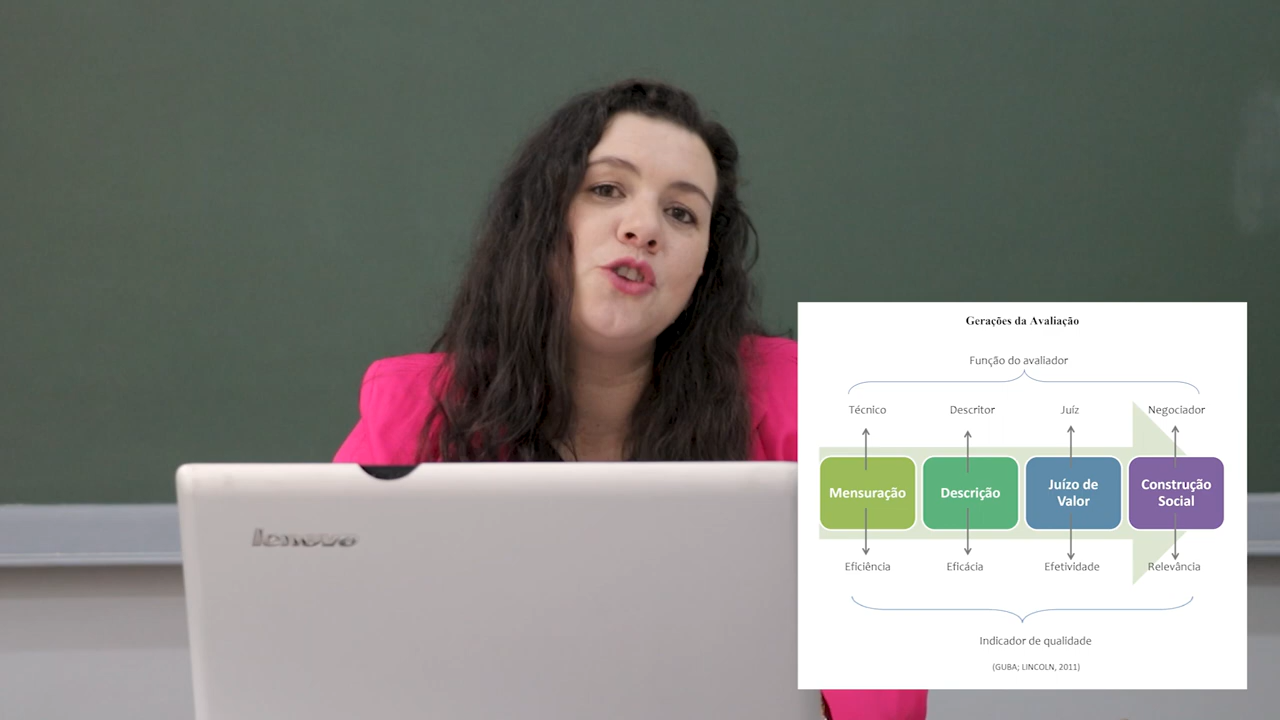 lenovo
Gerações da Avaliação
Função do avaliador
Técnico Descritor Juíz Negociador
Mensuração Descrição Juízo de Valor Construção Social
Eficiência Eficácia Efetividade Relevância
Indicador de qualidade
(GUBA; LINCOLN, 2011)